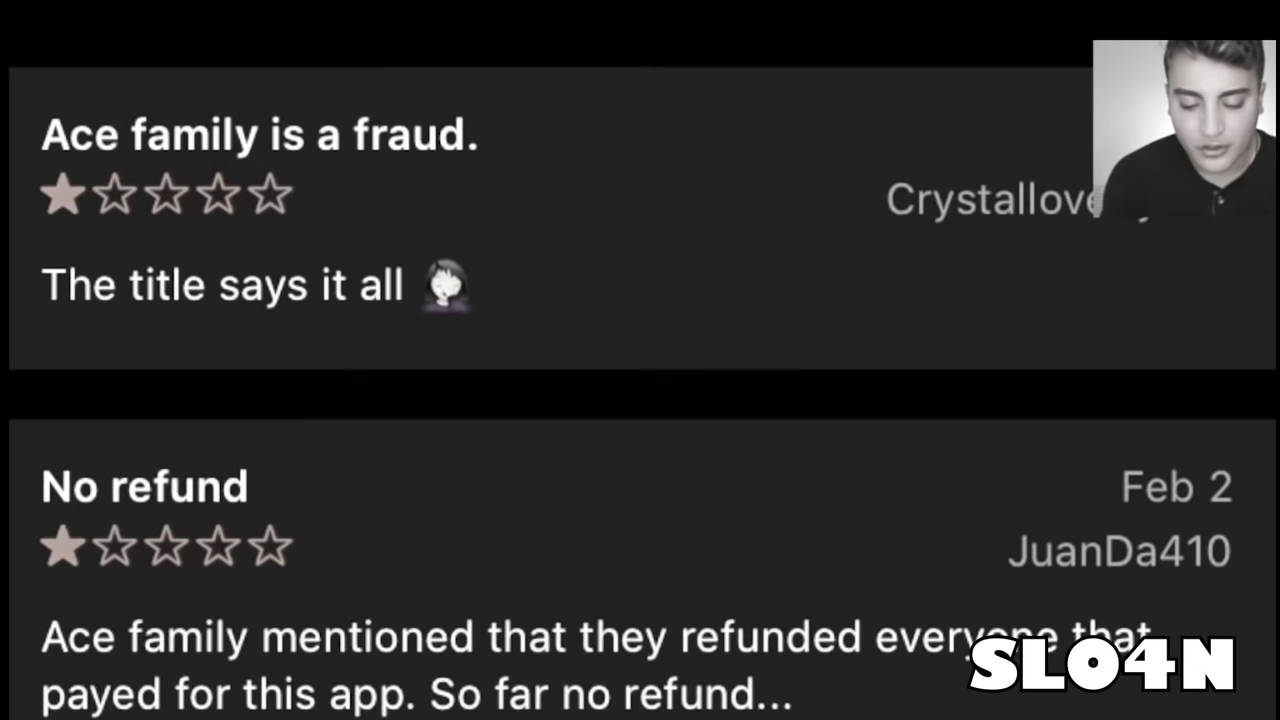 Ace family is a fraud.
The title says it all
No refund
Feb 2
JuanDa410
Ace family mentioned that they refunded everyone that
payed for this app. So far no refund...
SLO4N